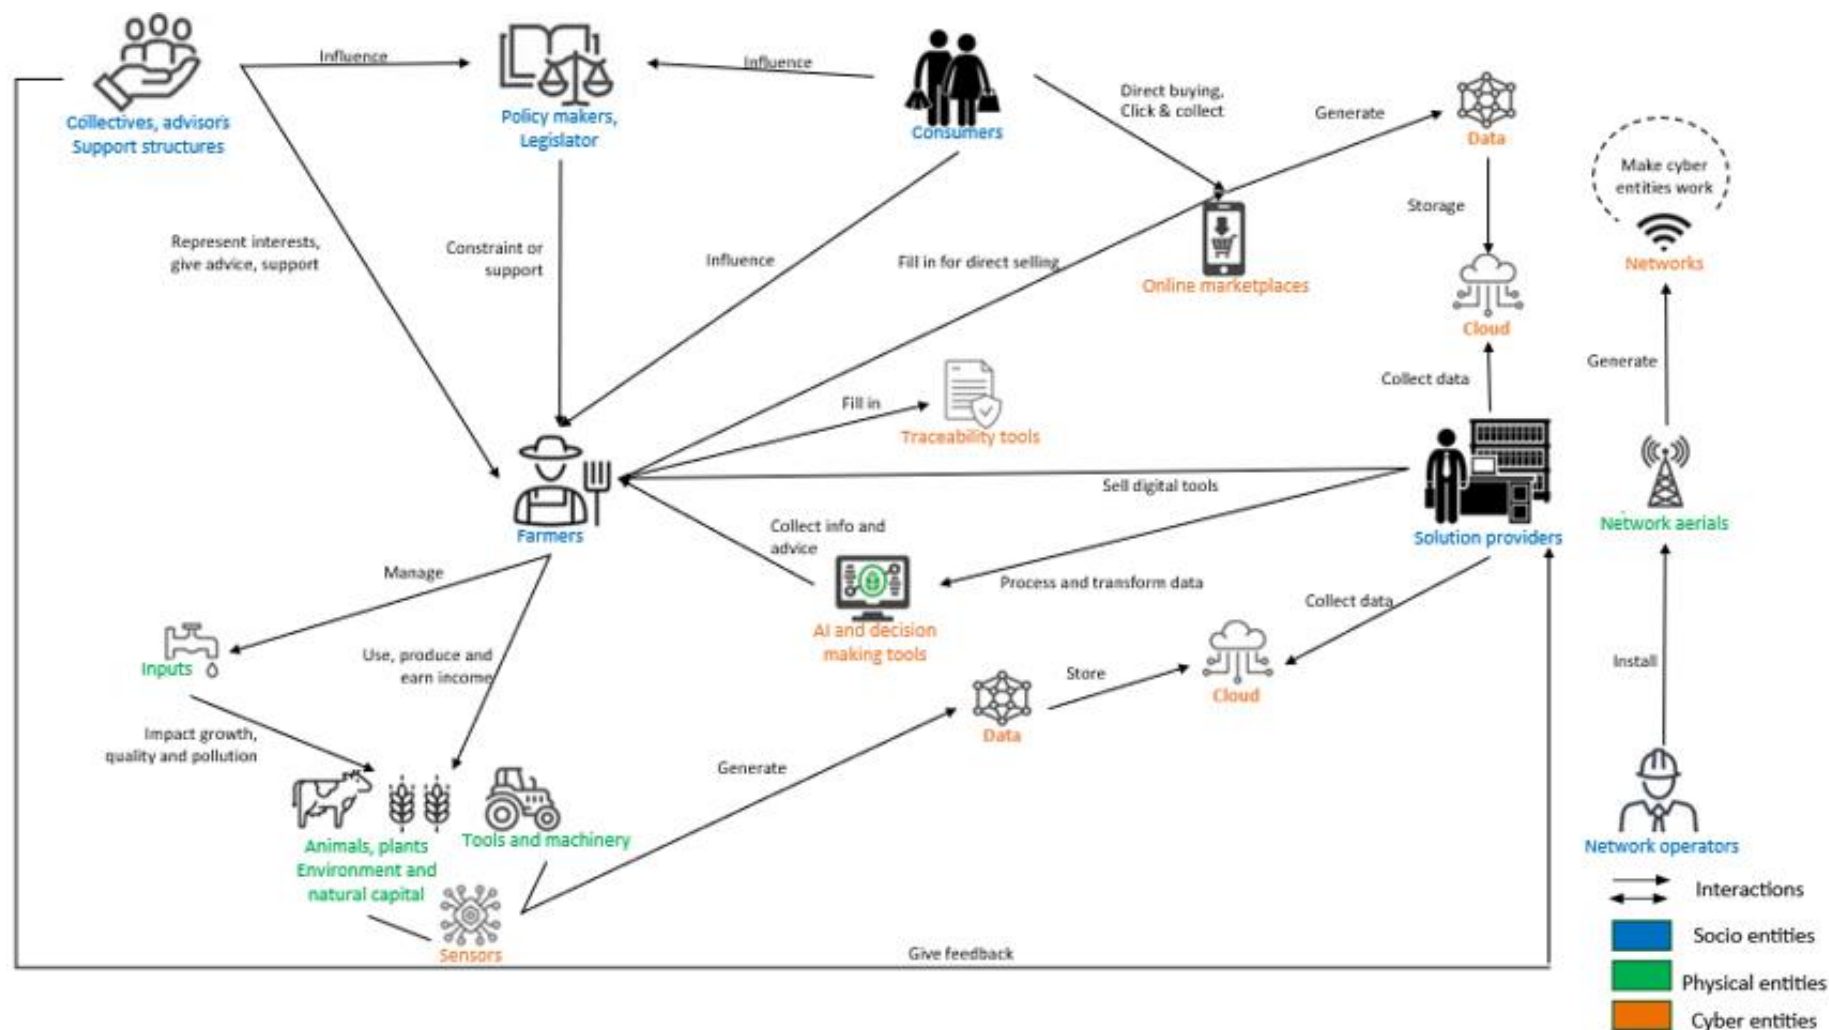 Collectives, advisors
Support structures
Influence
Policy makers,
Legislator
Influence
Consumers
Direct buying,
Click & collect
Generate
Data
Make cyber
entities work
Networks
Storage
Cloud
Represent interests,
give advice, support
Constraint or
support
Influence
Fill in for direct selling
Online marketplaces
Collect data
Generate
Fill in
Traceability tools
Farmers
Sell digital tools
Solution providers
Network aerials
Collect info and
advice
Process and transform data
AI and decision
making tools
Manage
Inputs
Use, produce and
earn income
Collect data
Install
Store
Cloud
Data
Impact growth,
quality and pollution
Generate
Animals, plants
Environment and
natural capital
Tools and machinery
Sensors
Give feedback
Network operators
Interactions
Socio entities
Physical entities
Cyber entities